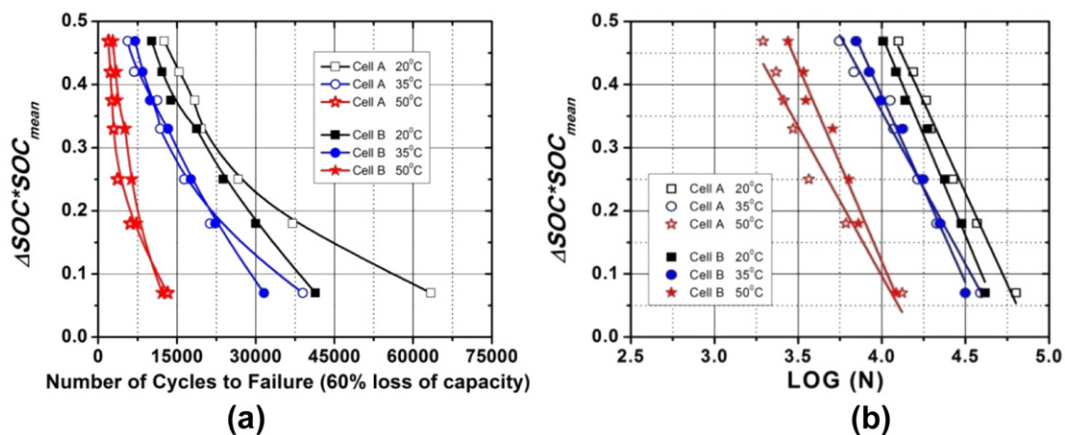 0.5
0.4
0.3
0.2
0.1
0.0
ΔSOC*SOCmean
0 15000 30000 45000 60000 75000
Number of Cycles to Failure (60% loss of capacity)
Cell A 20°C
Cell A 35°C
Cell A 50°C
Cell B 20°C
Cell B 35°C
Cell B 50°C
(a)
0.5
0.4
0.3
0.2
0.1
0.0
ΔSOC*SOCmean
2.5 3.0 3.5 4.0 4.5 5.0
LOG (N)
Cell A 20°C
Cell A 35°C
Cell A 50°C
Cell B 20°C
Cell B 35°C
Cell B 50°C
(b)